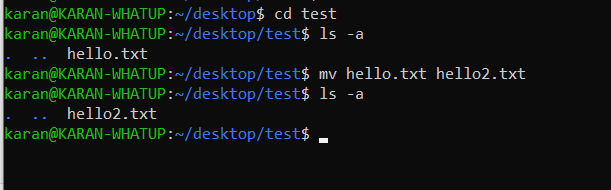 karan@KARAN-WHATUP:~/desktop$ cd test
karan@KARAN-WHATUP:~/desktop/test$ ls -a
.  ..  hello.txt
karan@KARAN-WHATUP:~/desktop/test$ mv hello.txt hello2.txt
karan@KARAN-WHATUP:~/desktop/test$ ls -a
.  ..  hello2.txt
karan@KARAN-WHATUP:~/desktop/test$